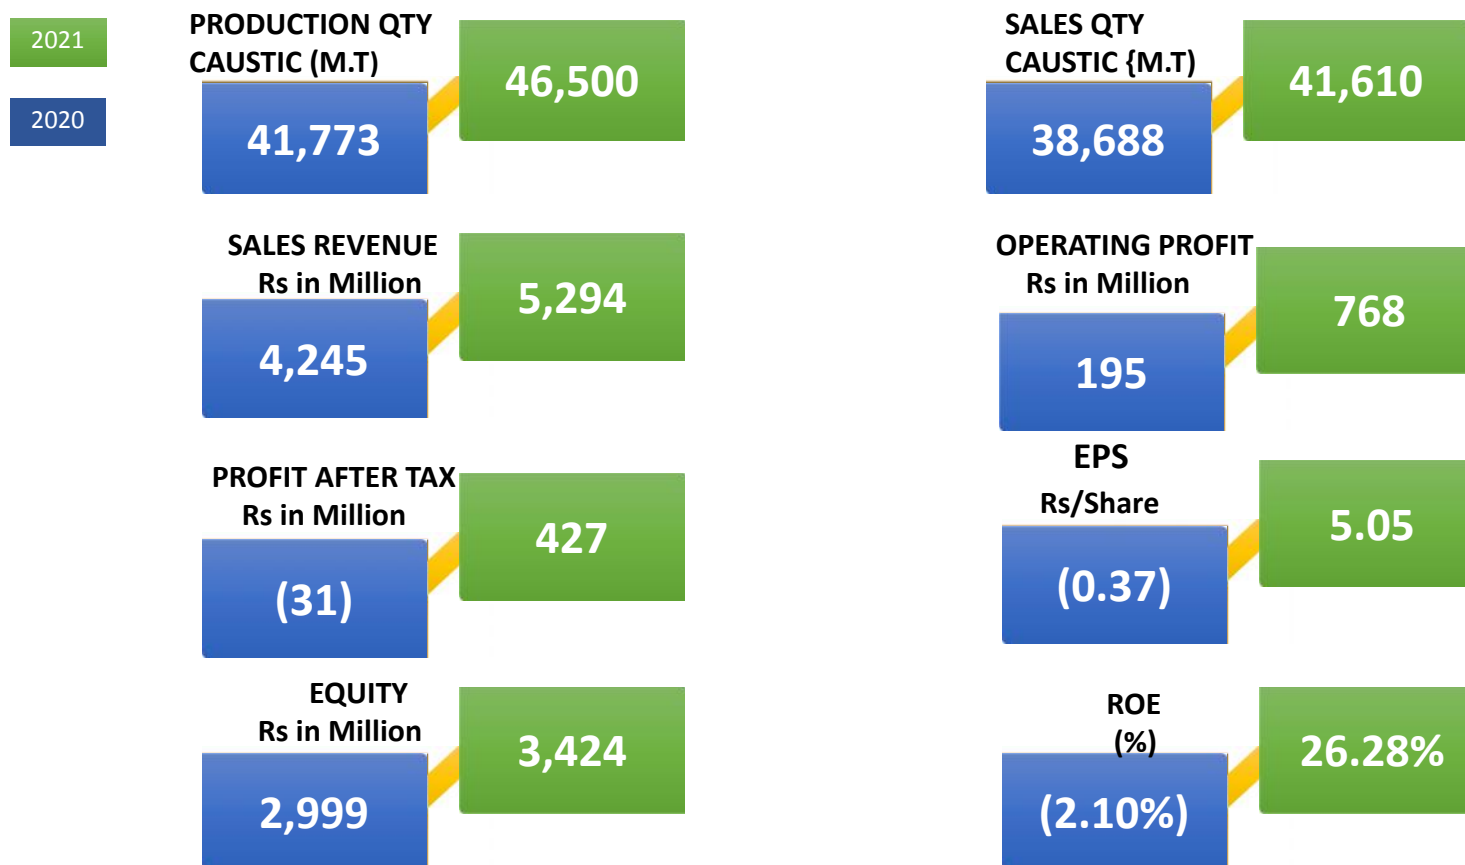 2021
2020
PRODUCTION QTY
CAUSTIC (M.T)
46,500
41,773
SALES QTY
CAUSTIC {M.T)
41,610
38,688
SALES REVENUE
Rs in Million
5,294
4,245
OPERATING PROFIT
Rs in Million
768
195
PROFIT AFTER TAX
Rs in Million
427
(31)
EPS
Rs/Share
5.05
(0.37)
EQUITY
Rs in Million
3,424
2,999
ROE
(%)
26.28%
(2.10%)